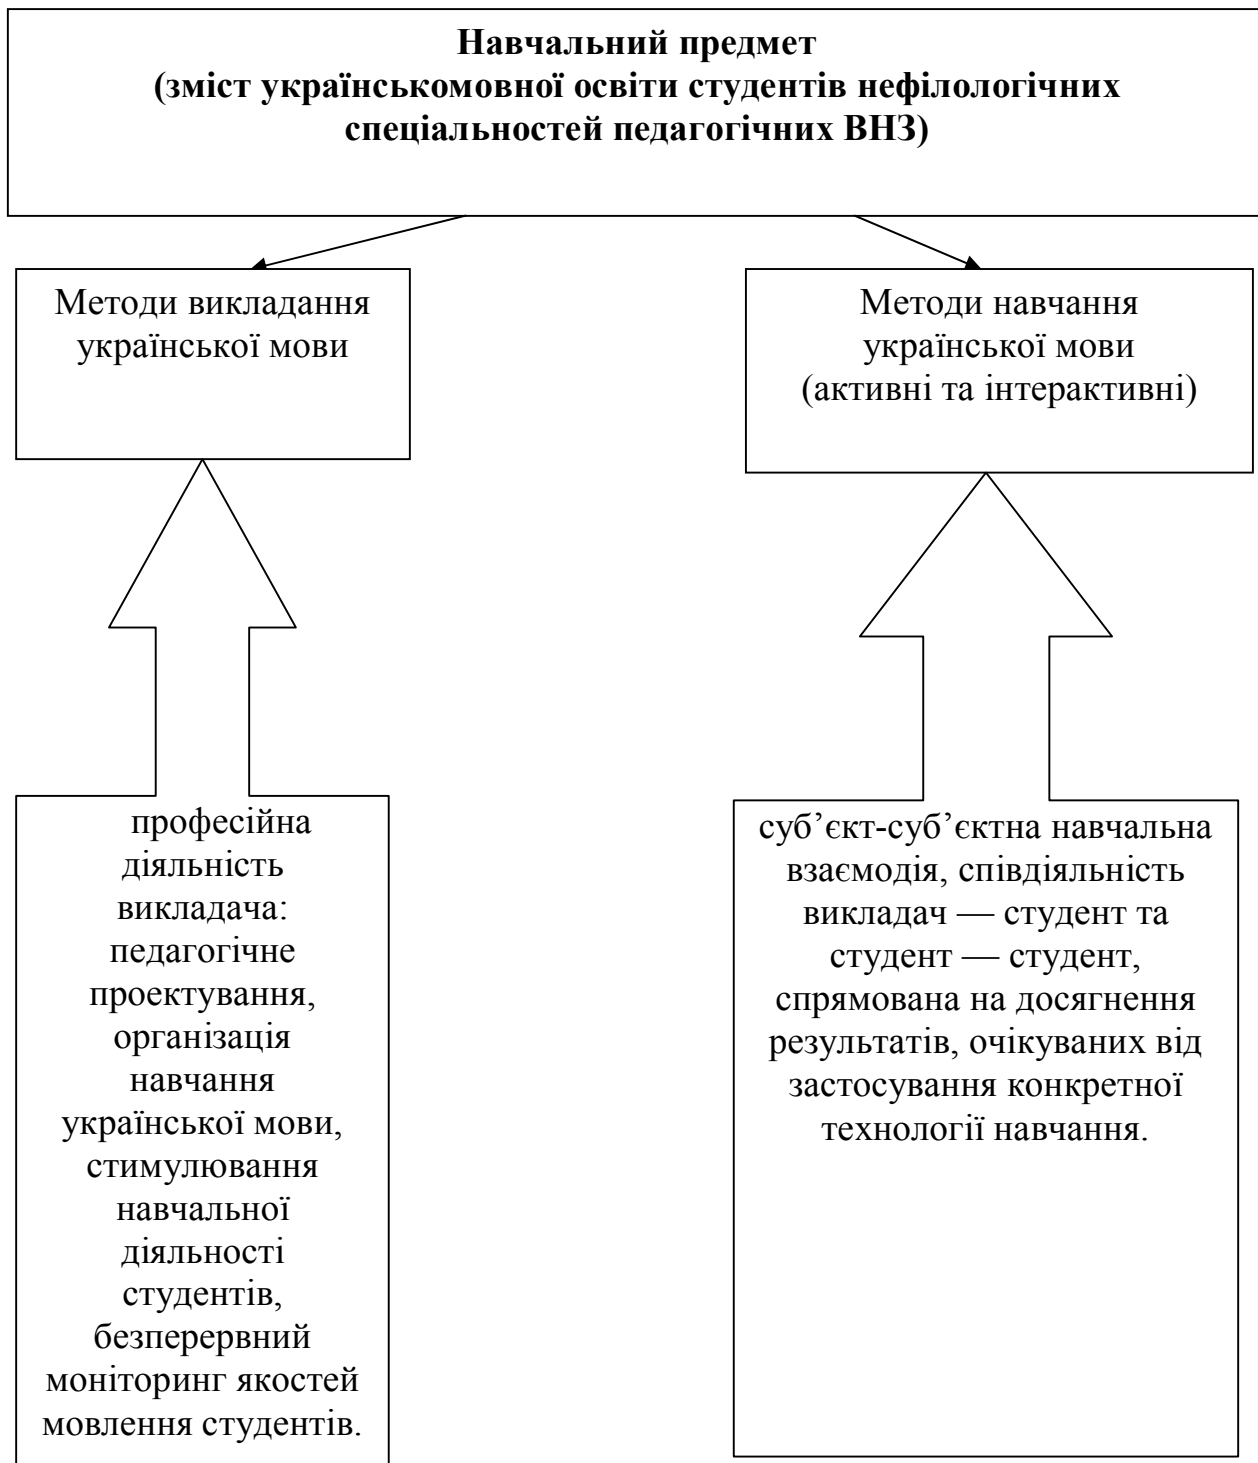 Навчальний предмет
(зміст українськомовної освіти студентів нефілологічних
спеціальностей педагогічних ВНЗ)
Методи викладання
української мови
Методи навчання
української мови
(активні та інтерактивні)
професійна
діяльність
викладача:
педагогічне
проектування,
організація
навчання
української мови,
стимулювання
навчальної
діяльності
студентів,
безперервний
моніторинг якостей
мовлення студентів.
суб’єкт-суб’єктна навчальна
взаємодія, співдіяльність
викладач — студент та
студент — студент,
спрямована на досягнення
результатів, очікуваних від
застосування конкретної
технології навчання.